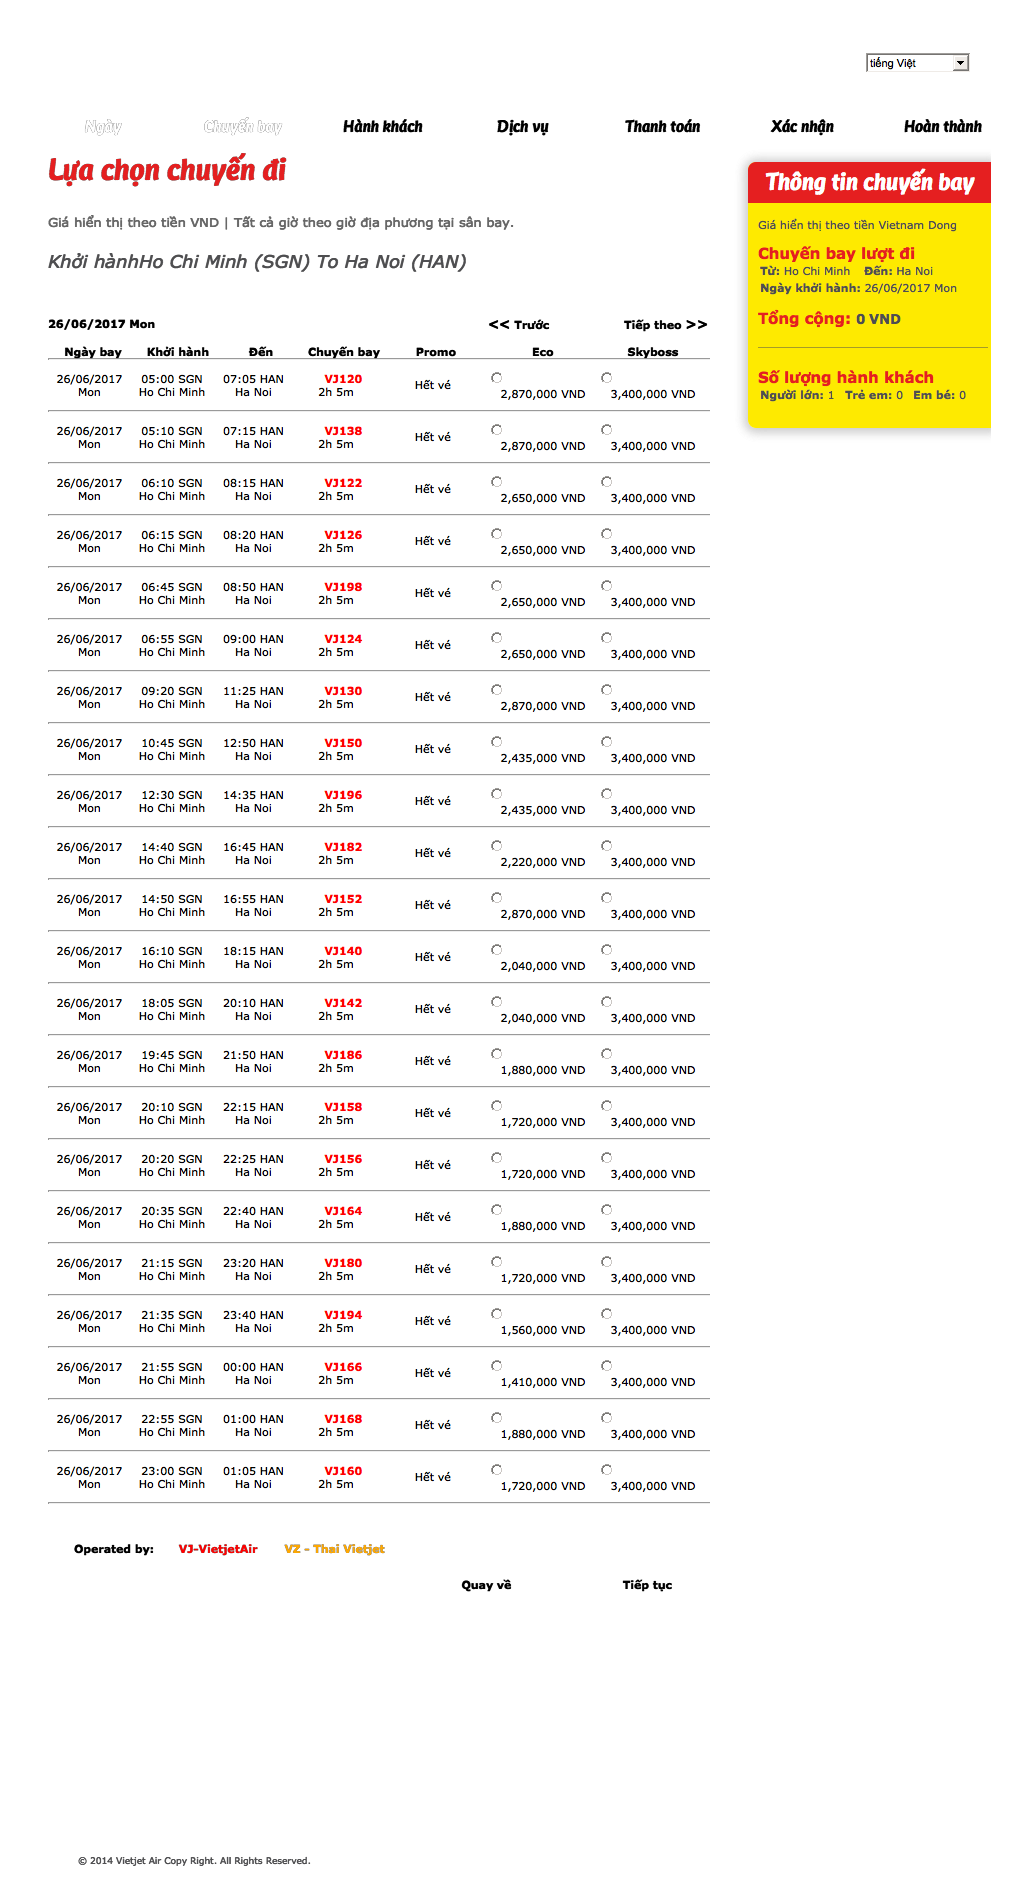 tiếng Việt
Ngày Chuyến bay Hành khách Dịch vụ Thanh toán Xác nhận Hoàn thành
Lựa chọn chuyến đi
Thông tin chuyến bay
Giá hiển thị theo tiền VND | Tất cả giờ theo giờ địa phương tại sân bay.
Giá hiển thị theo tiền Vietnam Dong
Khởi hànhHo Chi Minh (SGN) To Ha Noi (HAN)
Chuyến bay lượt đi
Từ: Ho Chi Minh Đến: Ha Noi
Ngày khởi hành: 26/06/2017 Mon
Tổng cộng: 0 VND
Số lượng hành khách
Người lớn: 1 Trẻ em: 0 Em bé: 0
26/06/2017 Mon << Trước Tiếp theo >>
Ngày bay Khởi hành Đến Chuyến bay Promo Eco Skyboss
26/06/2017 05:00 SGN 07:05 HAN VJ120 Hết vé
Mon Ho Chi Minh Ha Noi 2h 5m 2,870,000 VND 3,400,000 VND
26/06/2017 05:10 SGN 07:15 HAN VJ138 Hết vé
Mon Ho Chi Minh Ha Noi 2h 5m 2,870,000 VND 3,400,000 VND
26/06/2017 06:10 SGN 08:15 HAN VJ122 Hết vé
Mon Ho Chi Minh Ha Noi 2h 5m 2,650,000 VND 3,400,000 VND
26/06/2017 06:15 SGN 08:20 HAN VJ126 Hết vé
Mon Ho Chi Minh Ha Noi 2h 5m 2,650,000 VND 3,400,000 VND
26/06/2017 06:45 SGN 08:50 HAN VJ198 Hết vé
Mon Ho Chi Minh Ha Noi 2h 5m 2,650,000 VND 3,400,000 VND
26/06/2017 06:55 SGN 09:00 HAN VJ124 Hết vé
Mon Ho Chi Minh Ha Noi 2h 5m 2,650,000 VND 3,400,000 VND
26/06/2017 09:20 SGN 11:25 HAN VJ130 Hết vé
Mon Ho Chi Minh Ha Noi 2h 5m 2,870,000 VND 3,400,000 VND
26/06/2017 10:45 SGN 12:50 HAN VJ150 Hết vé
Mon Ho Chi Minh Ha Noi 2h 5m 2,435,000 VND 3,400,000 VND
26/06/2017 12:30 SGN 14:35 HAN VJ196 Hết vé
Mon Ho Chi Minh Ha Noi 2h 5m 2,435,000 VND 3,400,000 VND
26/06/2017 14:40 SGN 16:45 HAN VJ182 Hết vé
Mon Ho Chi Minh Ha Noi 2h 5m 2,220,000 VND 3,400,000 VND
26/06/2017 14:50 SGN 16:55 HAN VJ152 Hết vé
Mon Ho Chi Minh Ha Noi 2h 5m 2,870,000 VND 3,400,000 VND
26/06/2017 16:10 SGN 18:15 HAN VJ140 Hết vé
Mon Ho Chi Minh Ha Noi 2h 5m 2,040,000 VND 3,400,000 VND
26/06/2017 18:05 SGN 20:10 HAN VJ142 Hết vé
Mon Ho Chi Minh Ha Noi 2h 5m 2,040,000 VND 3,400,000 VND
26/06/2017 19:45 SGN 21:50 HAN VJ186 Hết vé
Mon Ho Chi Minh Ha Noi 2h 5m 1,880,000 VND 3,400,000 VND
26/06/2017 20:10 SGN 22:15 HAN VJ158 Hết vé
Mon Ho Chi Minh Ha Noi 2h 5m 1,720,000 VND 3,400,000 VND
26/06/2017 20:20 SGN 22:25 HAN VJ156 Hết vé
Mon Ho Chi Minh Ha Noi 2h 5m 1,720,000 VND 3,400,000 VND
26/06/2017 20:35 SGN 22:40 HAN VJ164 Hết vé
Mon Ho Chi Minh Ha Noi 2h 5m 1,880,000 VND 3,400,000 VND
26/06/2017 21:15 SGN 23:20 HAN VJ180 Hết vé
Mon Ho Chi Minh Ha Noi 2h 5m 1,720,000 VND 3,400,000 VND
26/06/2017 21:35 SGN 23:40 HAN VJ194 Hết vé
Mon Ho Chi Minh Ha Noi 2h 5m 1,560,000 VND 3,400,000 VND
26/06/2017 21:55 SGN 00:00 HAN VJ166 Hết vé
Mon Ho Chi Minh Ha Noi 2h 5m 1,410,000 VND 3,400,000 VND
26/06/2017 22:55 SGN 01:00 HAN VJ168 Hết vé
Mon Ho Chi Minh Ha Noi 2h 5m 1,880,000 VND 3,400,000 VND
26/06/2017 23:00 SGN 01:05 HAN VJ160 Hết vé
Mon Ho Chi Minh Ha Noi 2h 5m 1,720,000 VND 3,400,000 VND
Operated by: VJ-VietjetAir VZ - Thai Vietjet
Quay về Tiếp tục
© 2014 Vietjet Air Copy Right. All Rights Reserved.